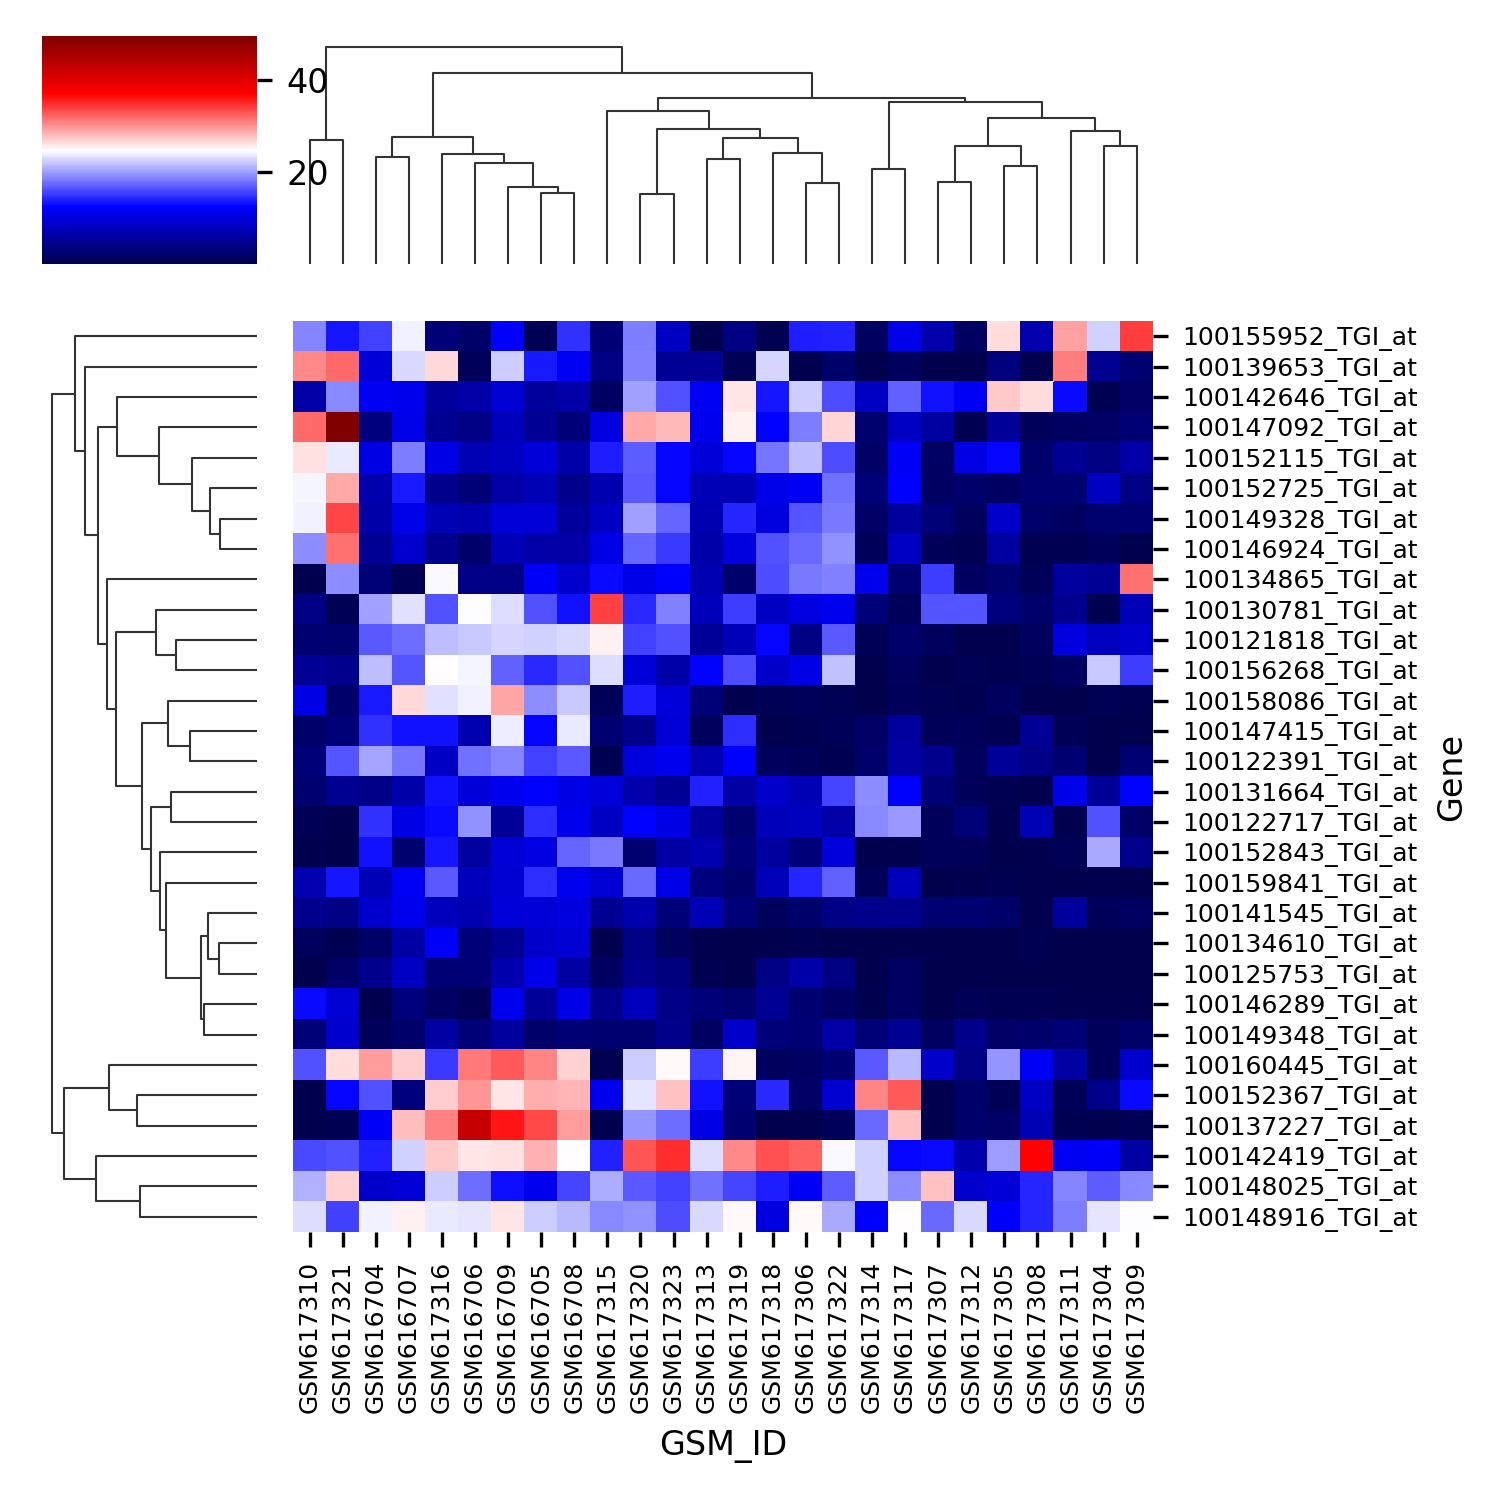 40
20
100155952_TGI_at
100139653_TGI_at
100142646_TGI_at
100147092_TGI_at
100152115_TGI_at
100152725_TGI_at
100149328_TGI_at
100146924_TGI_at
100134865_TGI_at
100130781_TGI_at
100121818_TGI_at
100156268_TGI_at
100158086_TGI_at
100147415_TGI_at
100122391_TGI_at
100131664_TGI_at
100122717_TGI_at
100152843_TGI_at
100159841_TGI_at
100141545_TGI_at
100134610_TGI_at
100125753_TGI_at
100146289_TGI_at
100149348_TGI_at
100160445_TGI_at
100152367_TGI_at
100137227_TGI_at
100142419_TGI_at
100148025_TGI_at
100148916_TGI_at
Gene
GSM617310
GSM617321
GSM616704
GSM616707
GSM617316
GSM616706
GSM616709
GSM616705
GSM616708
GSM617315
GSM617320
GSM617323
GSM617313
GSM617319
GSM617318
GSM617306
GSM617322
GSM617314
GSM617317
GSM617307
GSM617312
GSM617305
GSM617308
GSM617311
GSM617304
GSM617309
GSM_ID